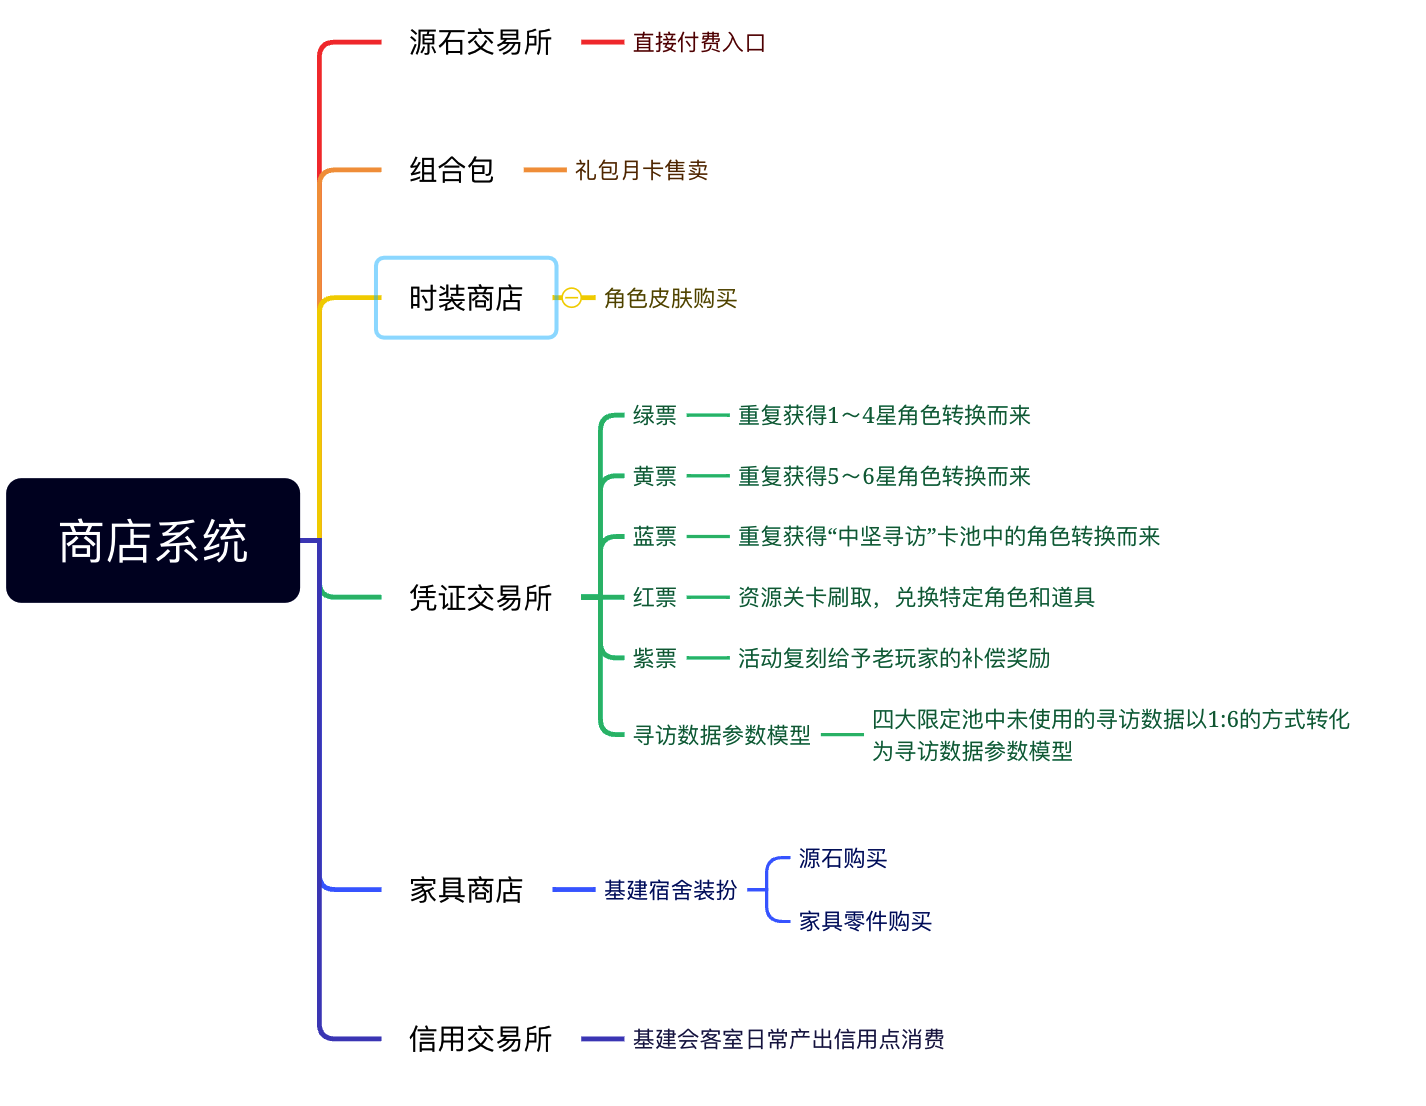 源石交易所
直接付费入口
组合包
礼包月卡售卖
时装商店
角色皮肤购买
商店系统
凭证交易所
绿票
重复获得1～4星角色转换而来
黄票
重复获得5～6星角色转换而来
蓝票
重复获得“中坚寻访”卡池中的角色转换而来
红票
资源关卡刷取，兑换特定角色和道具
紫票
活动复刻给予老玩家的补偿奖励
寻访数据参数模型
四大限定池中未使用的寻访数据以1:6的方式转化
为寻访数据参数模型
家具商店
基建宿舍装扮
源石购买
家具零件购买
信用交易所
基建会客室日常产出信用点消费